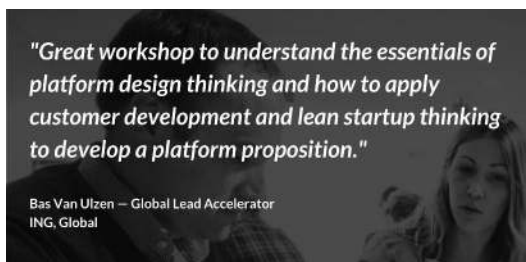 "Great workshop to understand the essentials of
platform design thinking and how to apply
customer development and lean startup thinking
to develop a platform proposition."
Bas Van Ulzen — Global Lead Accelerator
ING, Global